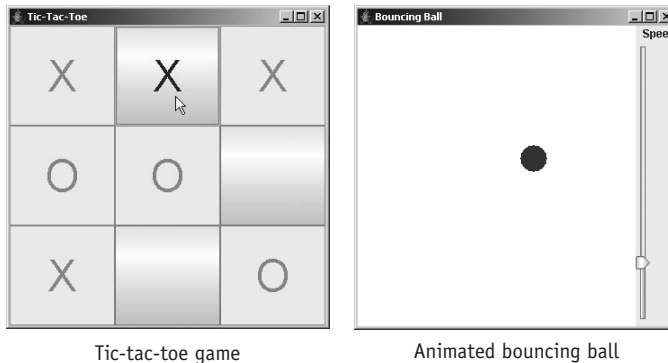 Tic-Tac-Toe
X X X
O O
X O
Tic-tac-toe game
Bouncing Ball
Spee
Animated bouncing ball